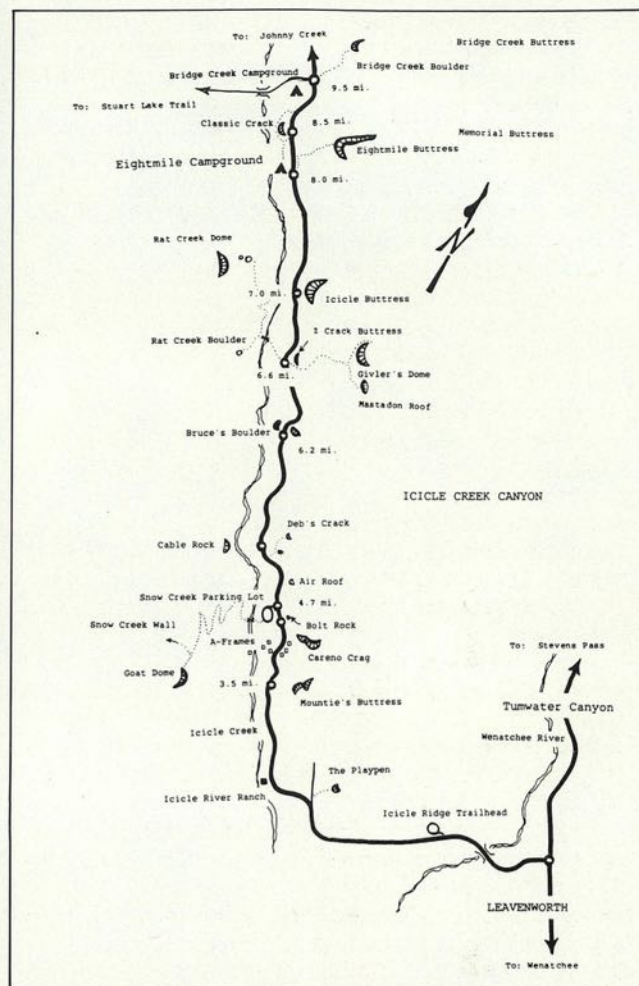 To: Johnny Creek
Bridge Creek Buttress
Bridge Creek Boulder
Bridge Creek Campground
9.5 mi.
To: Stuart Lake Trail
Classic Crack
8.5 mi.
Memorial Buttress
Eightmile Buttress
Eightmile Campground
8.0 mi.
N
Rat Creek Dome
7.0 mi.
Icicle Buttress
Z Crack Buttress
Rat Creek Boulder
Givler's Dome
6.6 mi.
Mastadon Roof
Bruce's Boulder
6.2 mi.
ICICLE CREEK CANYON
Deb's Crack
Cable Rock
Air Roof
Snow Creek Parking Lot
4.7 mi.
Snow Creek Wall
Bolt Rock
A-Frames
To: Stevens Pass
Careno Crag
Goat Dome
3.5 mi.
Mountie's Buttress
Tumwater Canyon
Icicle Creek
Wenatchee River
The Playpen
Icicle River Ranch
Icicle Ridge Trailhead
LEAVENWORTH
To: Wenatchee